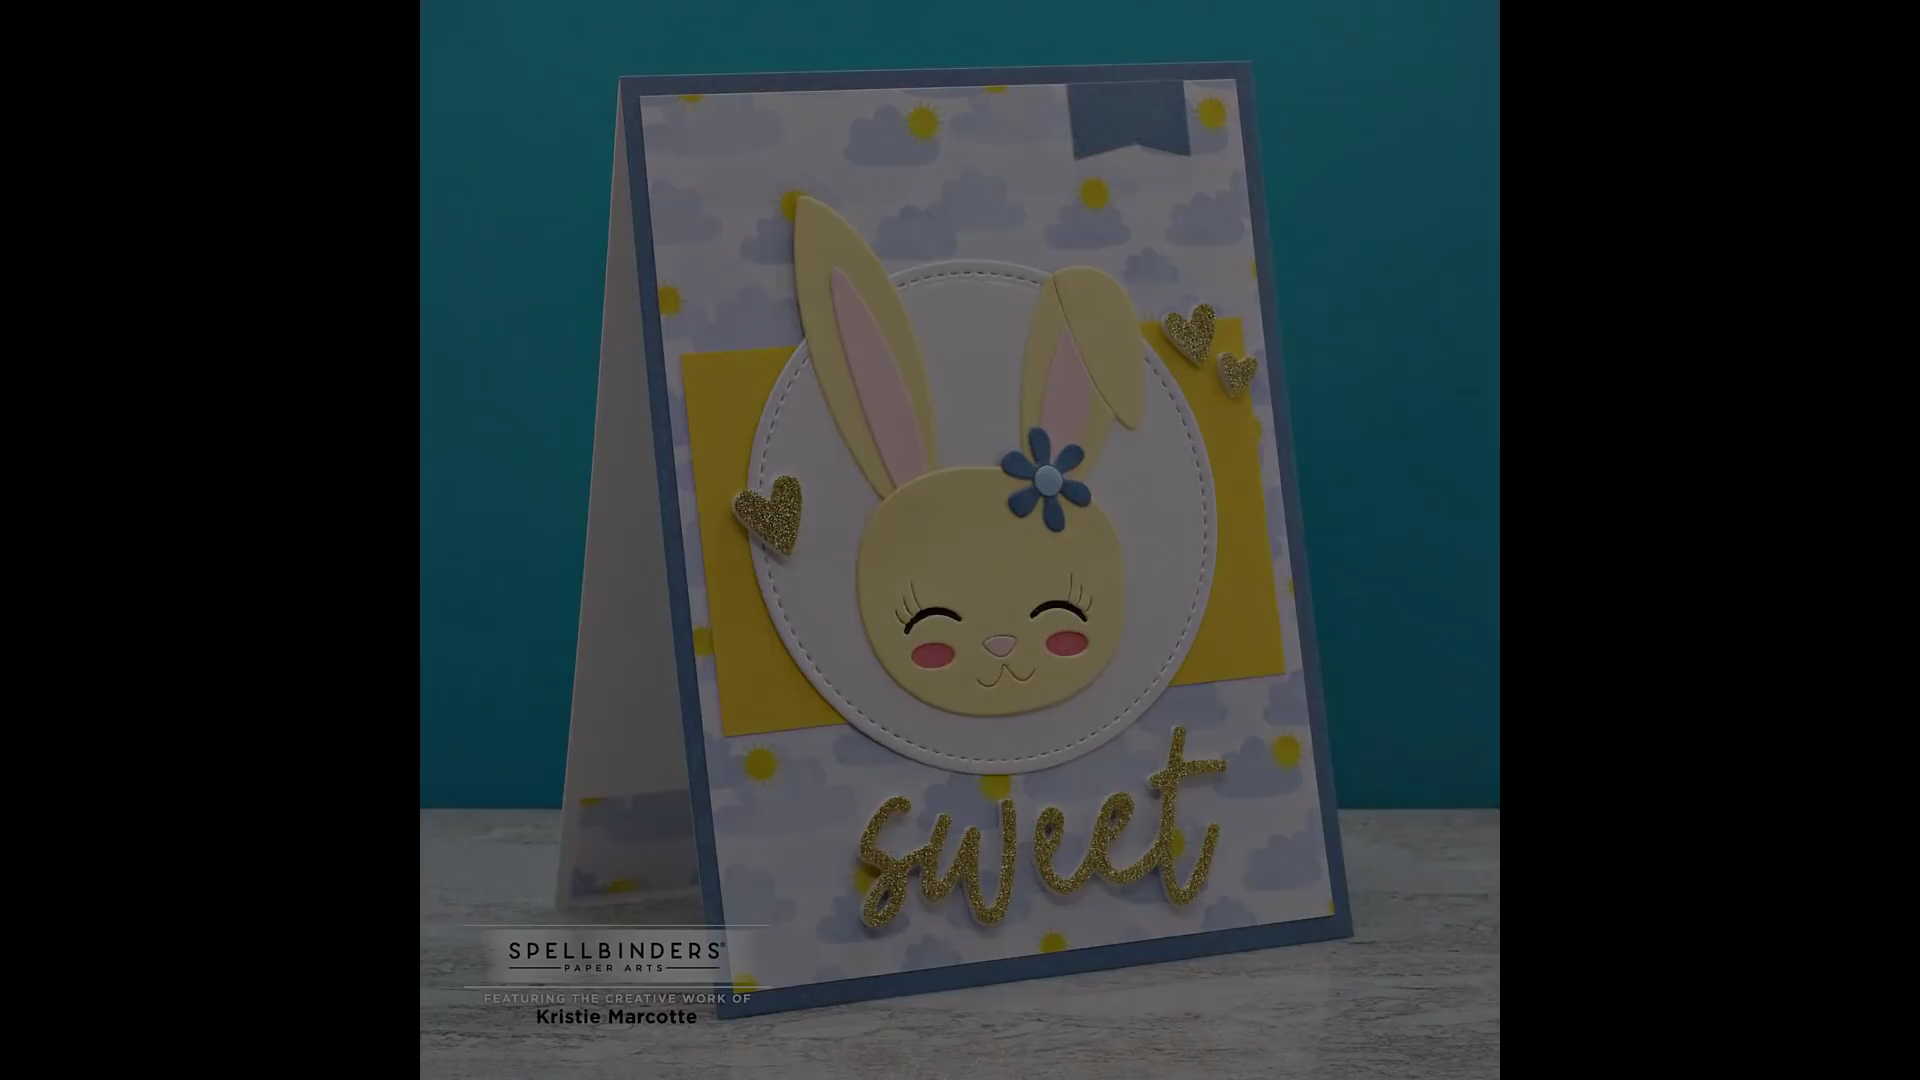 sweet
SPELLBINDERS®
PAPER ARTS
FEATURING THE CREATIVE WORK OF
Kristie Marcotte